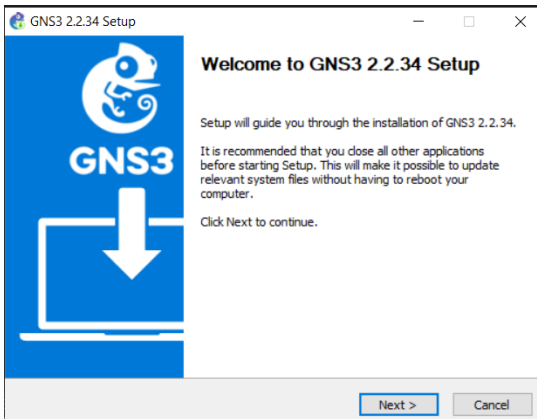 GNS3 2.2.34 Setup
Welcome to GNS3 2.2.34 Setup
Setup will guide you through the installation of GNS3 2.2.34.
It is recommended that you close all other applications
before starting Setup. This will make it possible to update
relevant system files without having to reboot your
computer.
Click Next to continue.
GNS3
Next >
Cancel